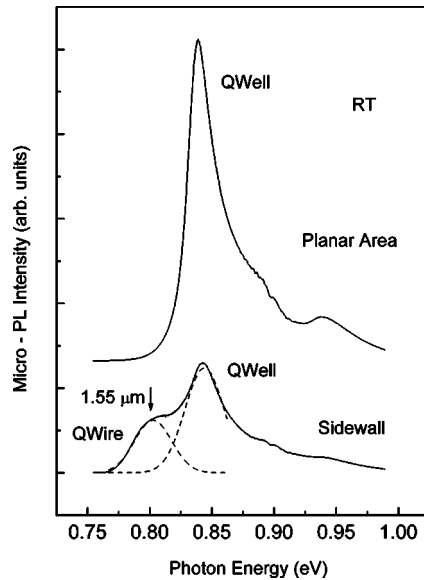 QWell
RT
Planar Area
QWell
1.55 μm
QWire
Sidewall
0.75 0.80 0.85 0.90 0.95 1.00
Photon Energy (eV)
Micro - PL Intensity (arb. units)